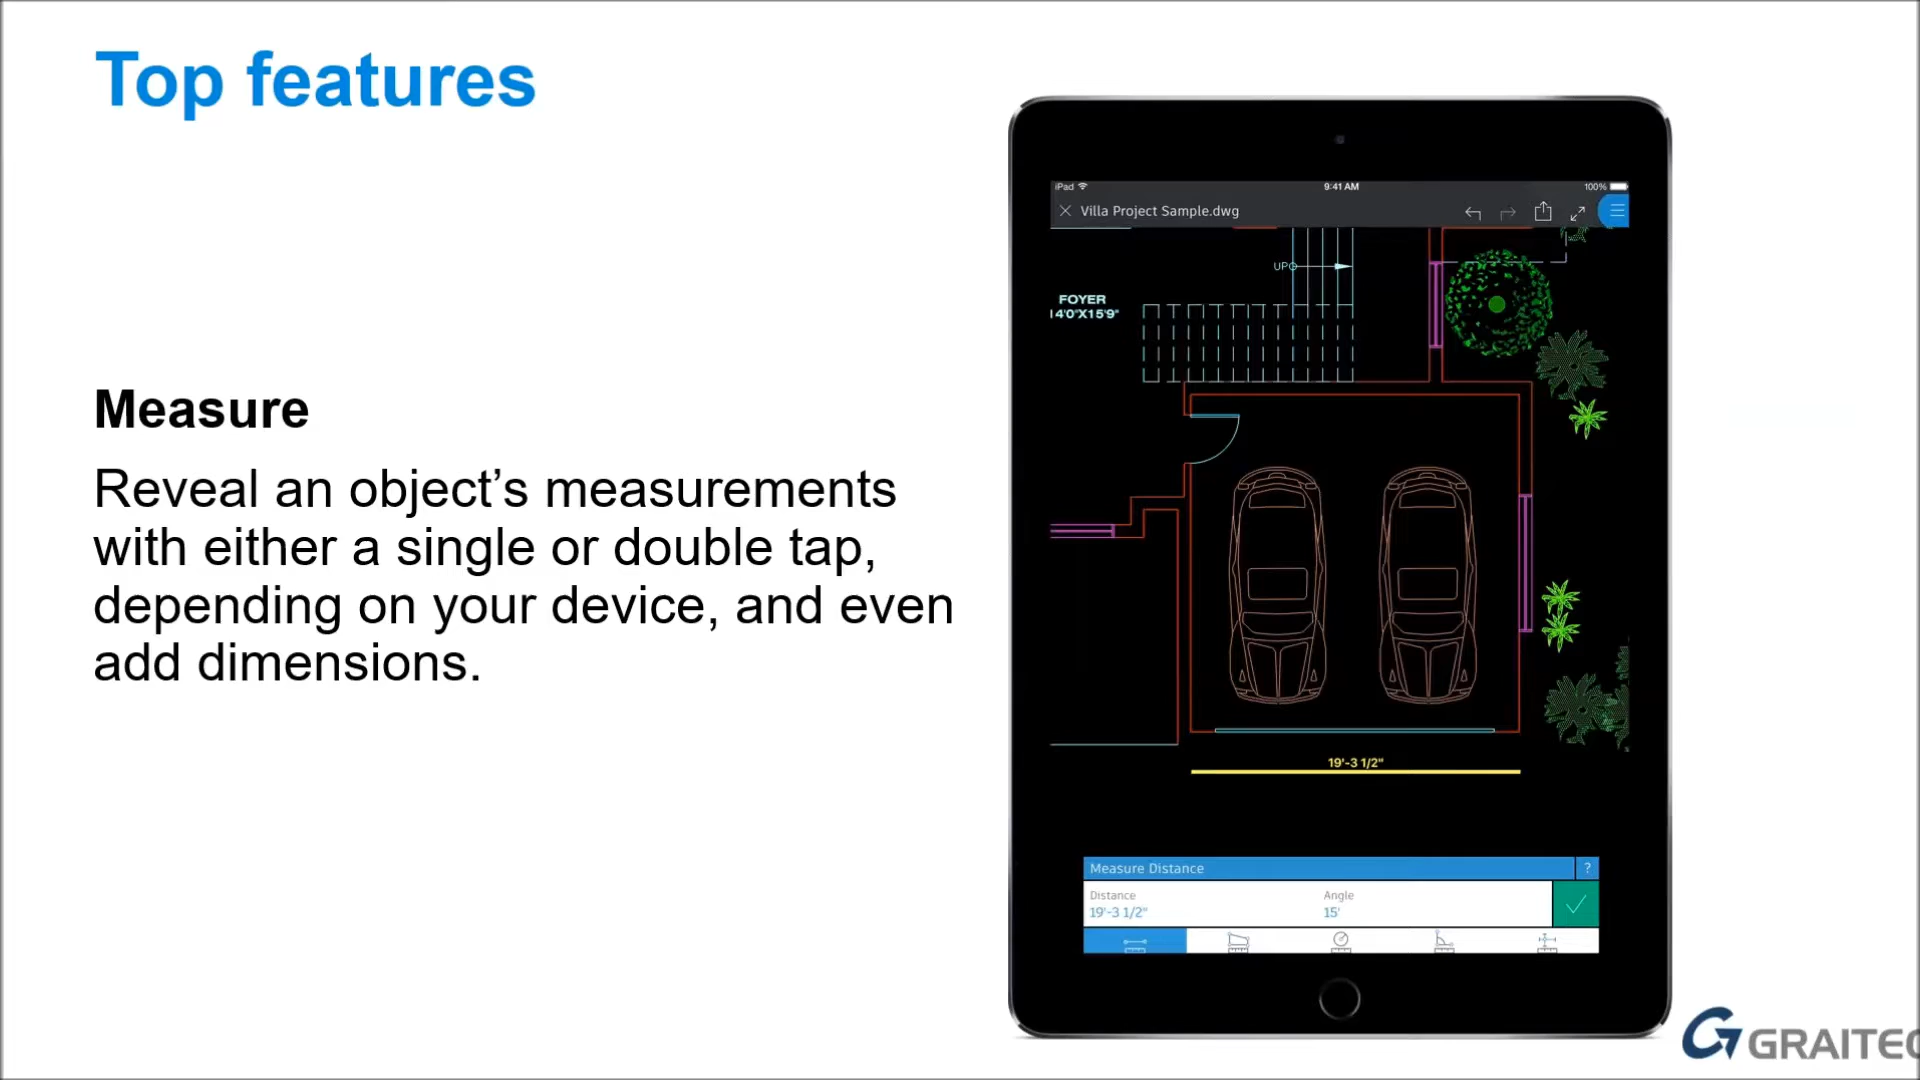 Top features
Measure
Reveal an object’s measurements
with either a single or double tap,
depending on your device, and even
add dimensions.
iPad
9:41 AM
100%
Villa Project Sample.dwg
UP
FOYER
14'0"X15'9"
19'-3 1/2"
Measure Distance
?
Distance
Angle
19'-3 1/2"
15'
GRAITEC